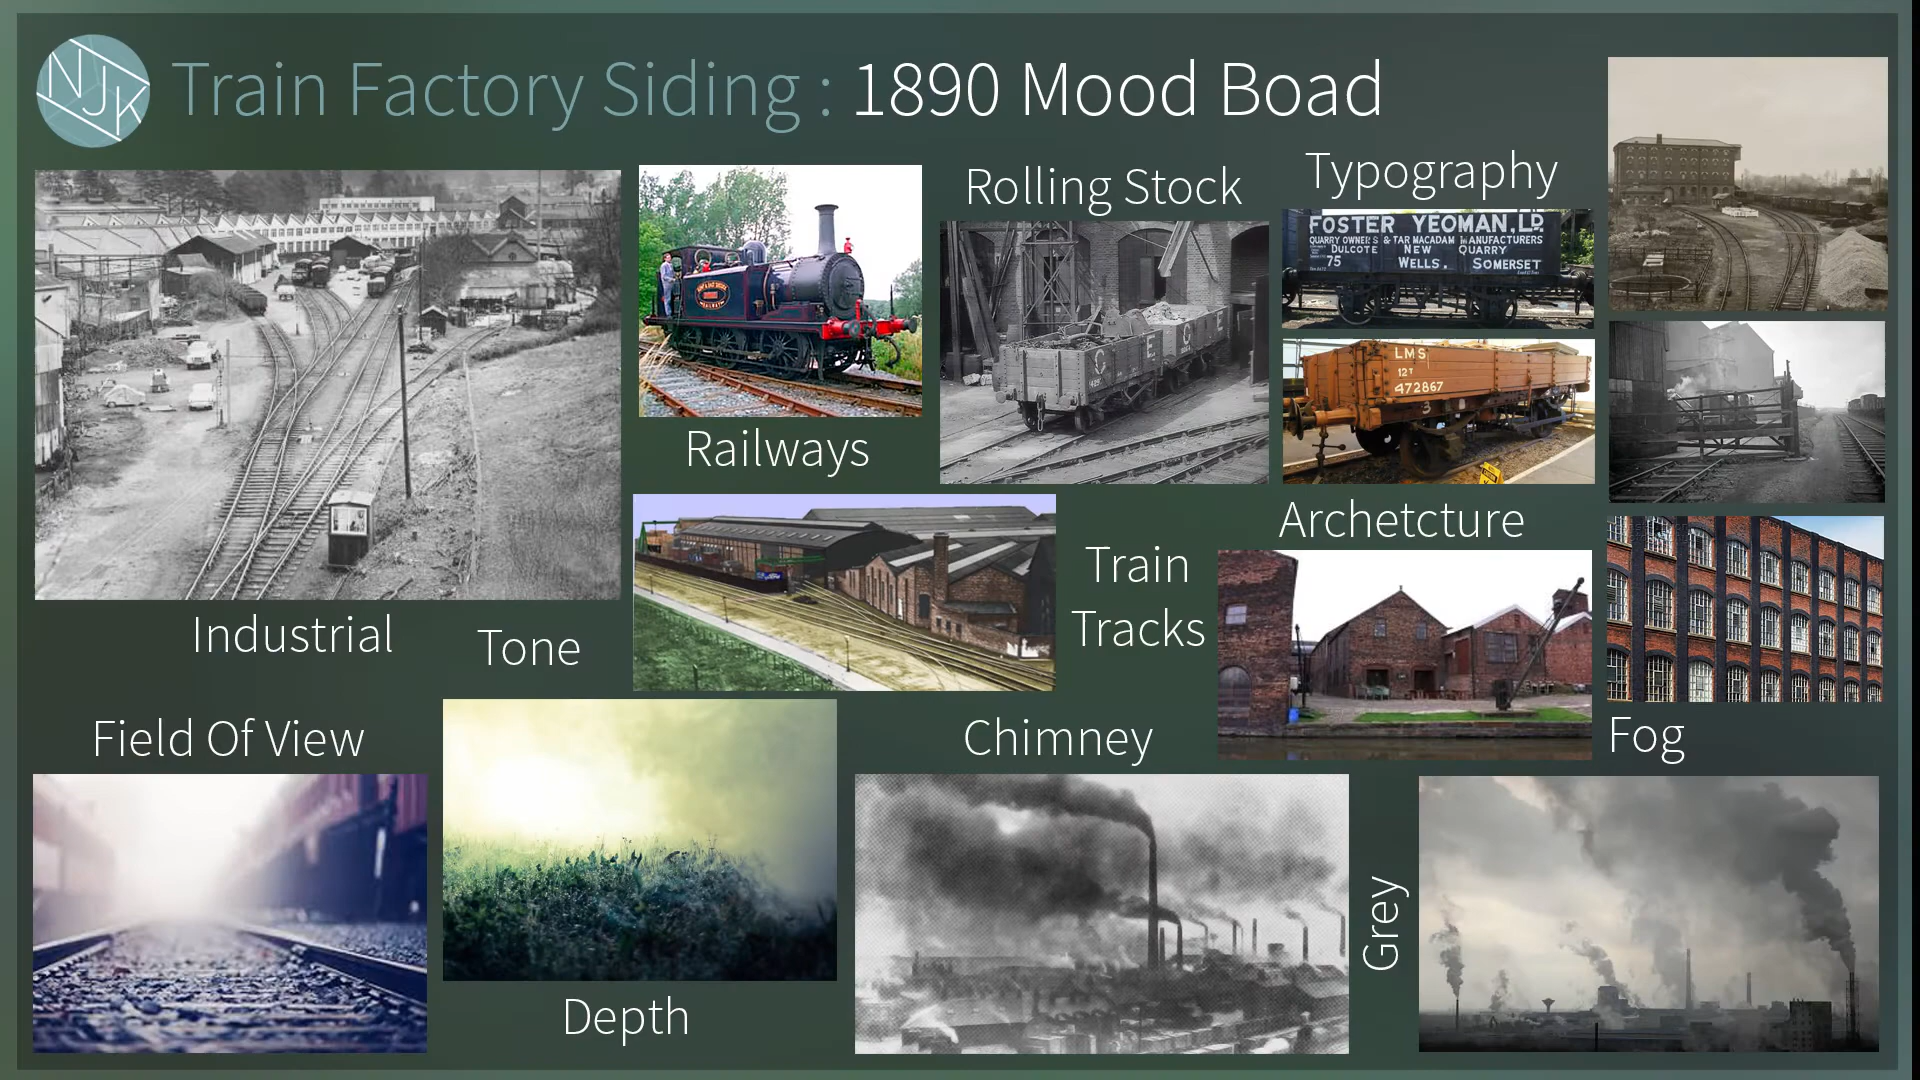 NJK
Train Factory Siding : 1890 Mood Boad
Typography
Rolling Stock
FOSTER YEOMAN, LD.
QUARRY OWNERS & TAR MACADAM MANUFACTURERS
DULCOTE NEW QUARRY
75 WELLS. SOMERSET
G E
C E
LMS
12T
472867
3
Railways
Archetcture
Train
Tracks
Industrial
Tone
Field Of View
Chimney
Fog
Grey
Depth